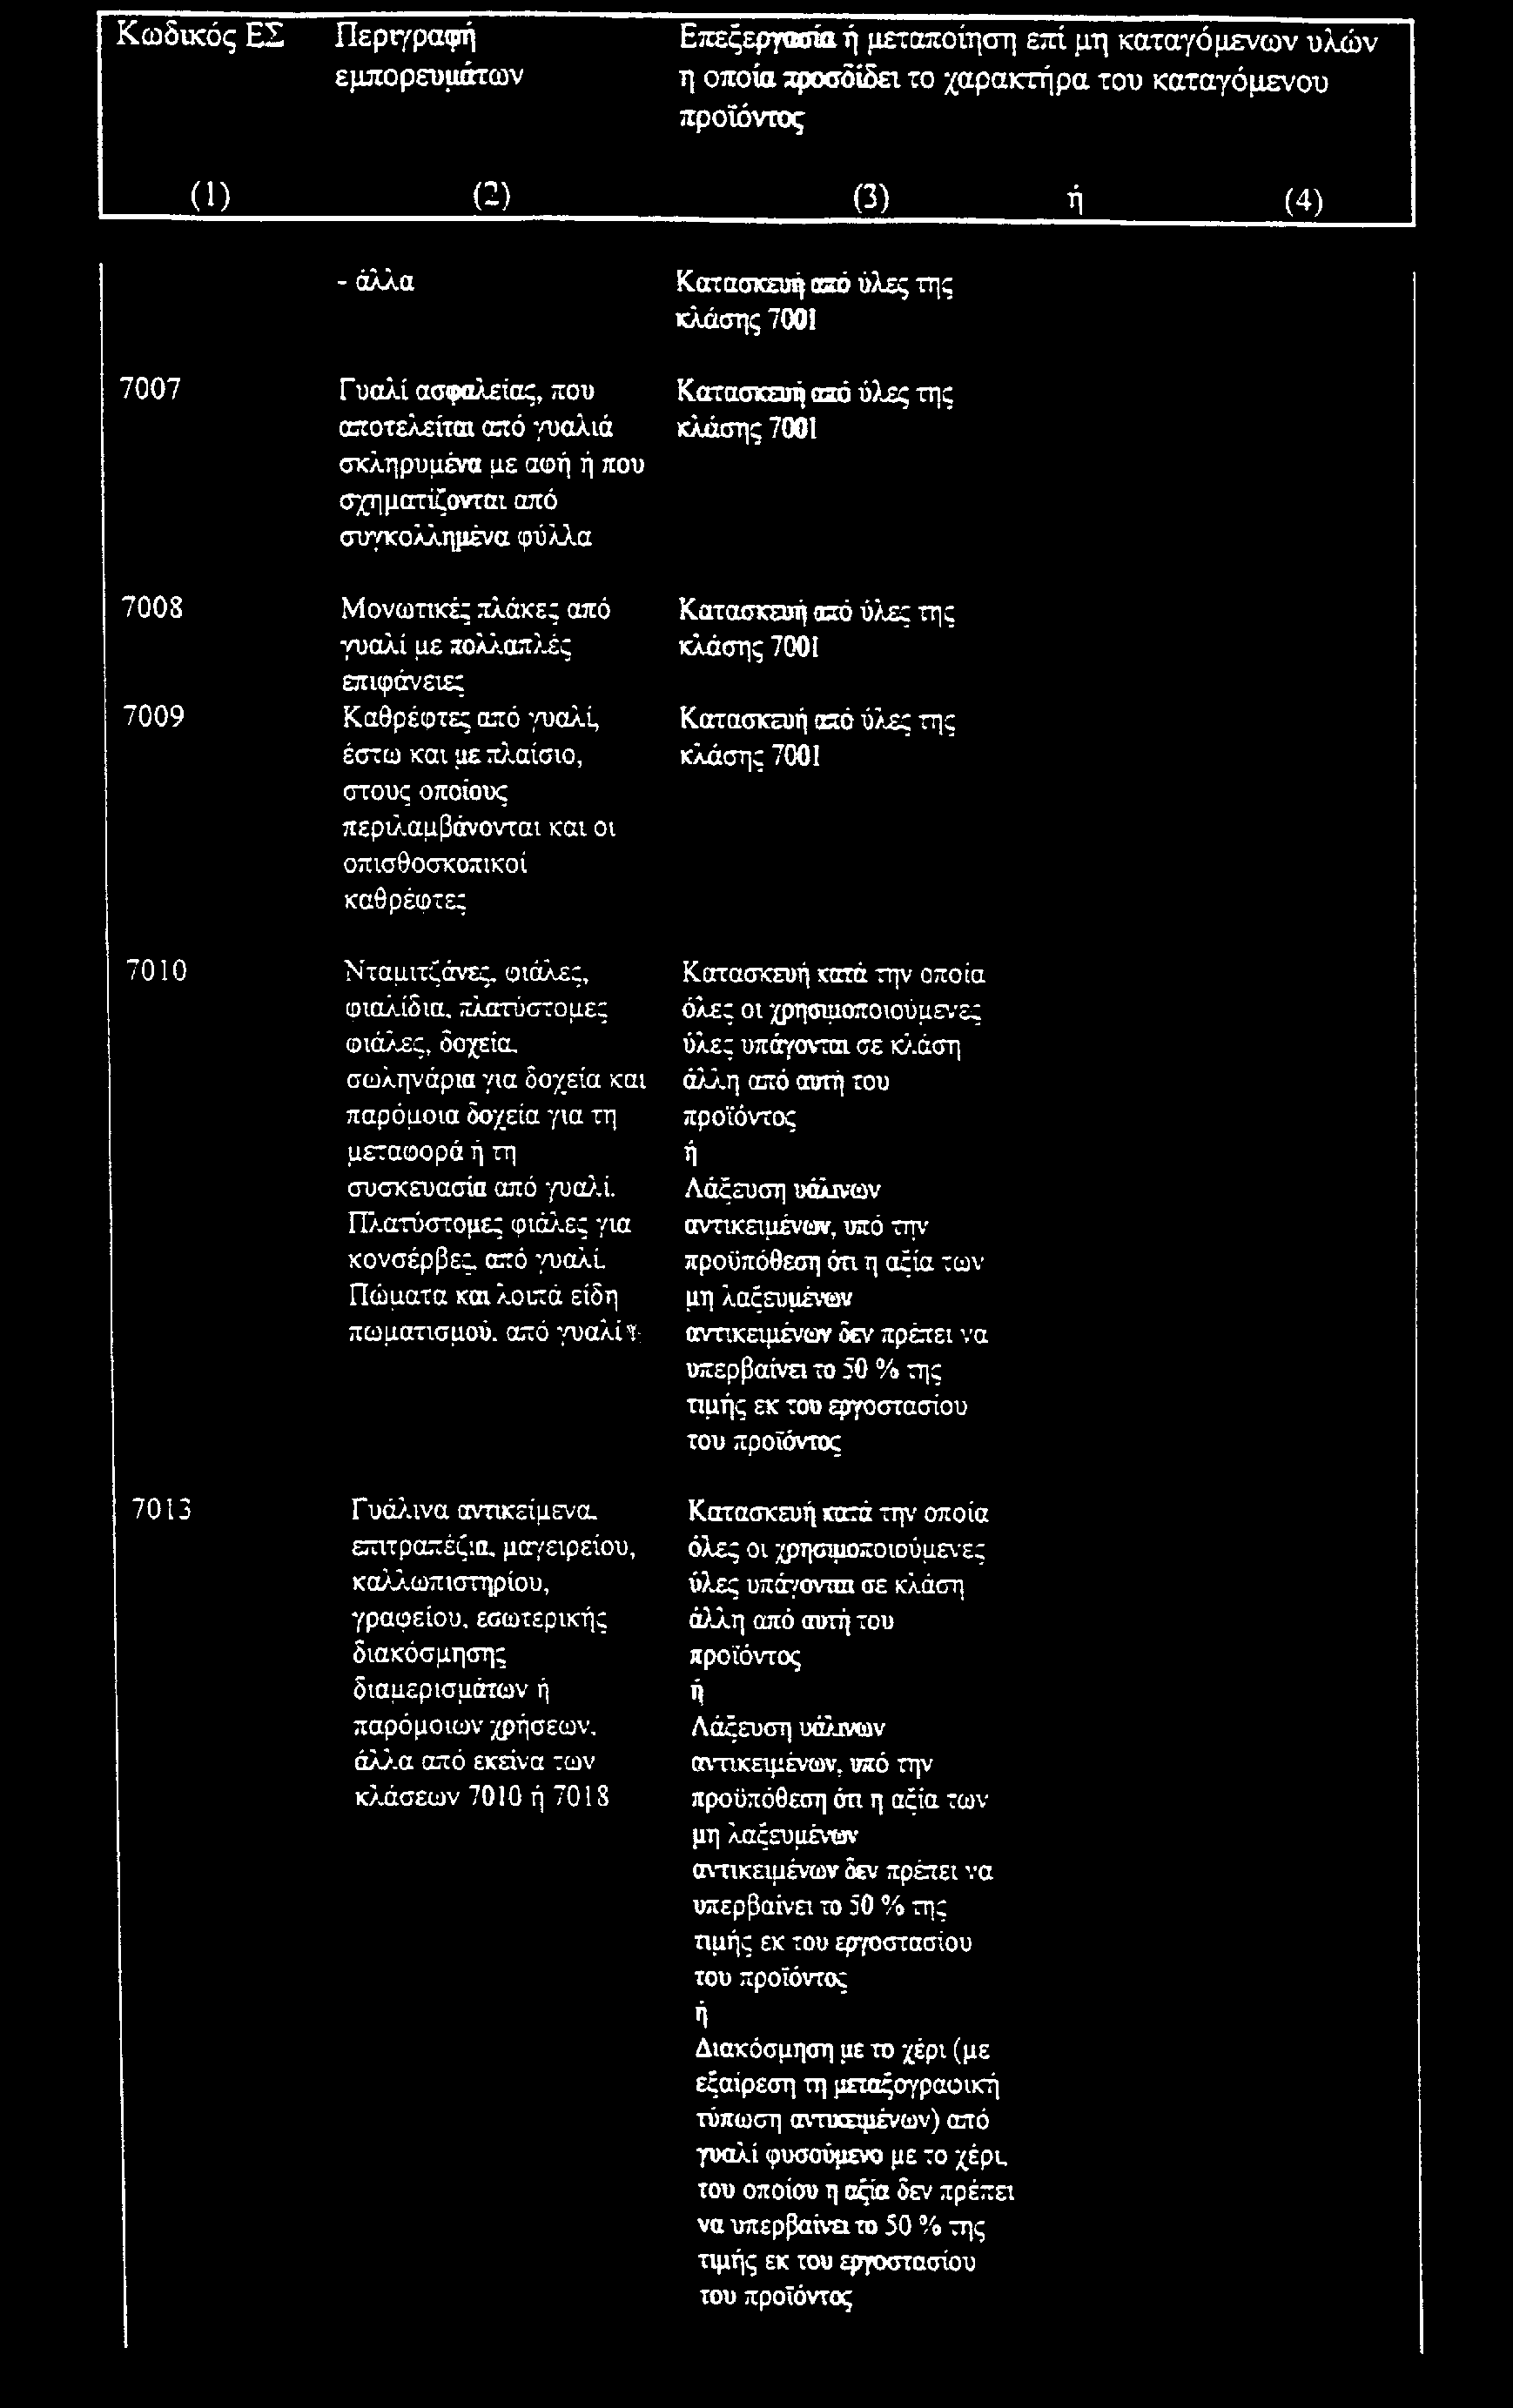 Κωδικός ΕΣ Περιγραφή Επεξεργασία ή μεταποίηση επί μη καταγόμενων υλών
εμπορευμάτων η οποία προσδίδει το χαρακτήρα του καταγόμενου
προϊόντος
(1) (2) (3) ή (4)
- άλλα Κατασκευή από ύλες της
κλάσης 7001
7007 Γυαλί ασφαλείας, που Κατασκευή από ύλες της
αποτελείται από γυαλιά κλάσης 7001
σκληρυμένα με αφή ή που
σχηματίζονται από
συγκολλημένα φύλλα
7008 Μονωτικές πλάκες από Κατασκευή από ύλες της
γυαλί με πολλαπλές κλάσης 7001
επιφάνειες
7009 Καθρέφτες από γυαλί, Κατασκευή από ύλες της
έστω και με πλαίσιο, κλάσης 7001
στους οποίους
περιλαμβάνονται και οι
οπισθοσκοπικοί
καθρέφτες
7010 Νταμιτζάνες, φιάλες, Κατασκευή κατά την οποία
φιαλίδια, πλατύστομες όλες οι χρησιμοποιούμενες
φιάλες, δοχεία, ύλες υπάγονται σε κλάση
σωληνάρια για δοχεία και άλλη από αυτή του
παρόμοια δοχεία για τη προϊόντος
μεταφορά ή τη ή
συσκευασία από γυαλί. Λάξευση υάλινων
Πλατύστομες φιάλες για αντικειμένων, υπό την
κονσέρβες, από γυαλί. προϋπόθεση ότι η αξία των
Πώματα και λοιπά είδη μη λαξευμένων
πωματισμού, από γυαλί αντικειμένων δεν πρέπει να
υπερβαίνει το 50 % της
τιμής εκ του εργοστασίου
του προϊόντος
7013 Γυάλινα αντικείμενα, Κατασκευή κατά την οποία
επιτραπέζια, μαγειρείου, όλες οι χρησιμοποιούμενες
καλλωπιστηρίου, ύλες υπάγονται σε κλάση
γραφείου, εσωτερικής άλλη από αυτή του
διακόσμησης προϊόντος
διαμερισμάτων ή ή
παρόμοιων χρήσεων, Λάξευση υάλινων
άλλα από εκείνα των αντικειμένων, υπό την
κλάσεων 7010 ή 7018 προϋπόθεση ότι η αξία των
μη λαξευμένων
αντικειμένων δεν πρέπει να
υπερβαίνει το 50 % της
τιμής εκ του εργοστασίου
του προϊόντος
ή
Διακόσμηση με το χέρι (με
εξαίρεση τη μεταξογραφική
τύπωση αντικειμένων) από
γυαλί φυσούμενο με το χέρι,
του οποίου η αξία δεν πρέπει
να υπερβαίνει το 50 % της
τιμής εκ του εργοστασίου
του προϊόντος